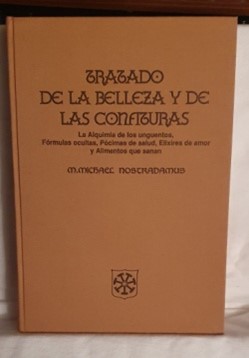 TRATADO
DE LA BELLEZA Y DE
LAS CONFITURAS
La Alquimia de los unguentos,
Fórmulas ocultas, Pócimas de salud, Elixires de amor
y Alimentos que sanan
M. MICHAEL NOSTRADAMUS